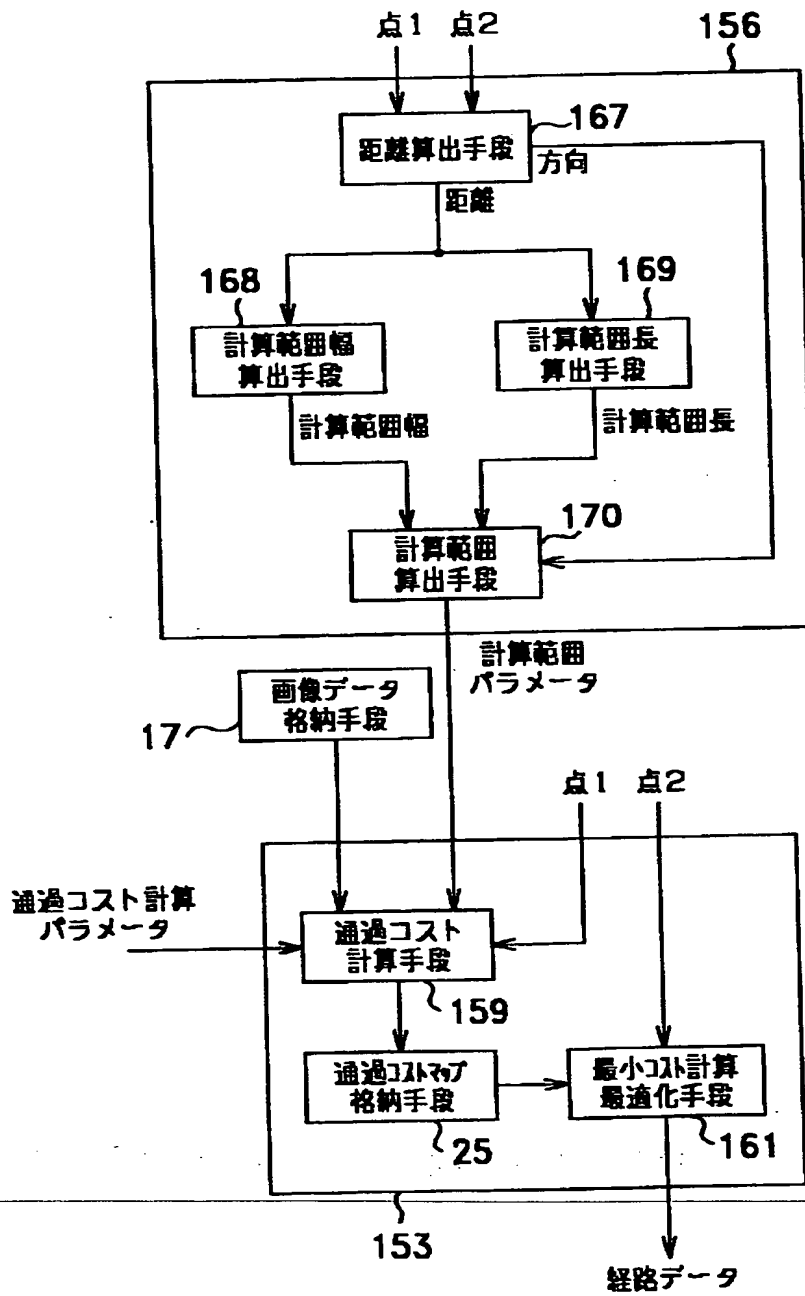 点1 点2
156
167
距離算出手段
方向
距離
168
169
計算範囲幅
算出手段
計算範囲長
算出手段
計算範囲幅
計算範囲長
170
計算範囲
算出手段
計算範囲
パラメータ
画像データ
格納手段
17
点1 点2
通過コスト計算
パラメータ
通過コスト
計算手段
159
通過コストマップ
格納手段
25
最小コスト計算
最適化手段
161
153
経路データ